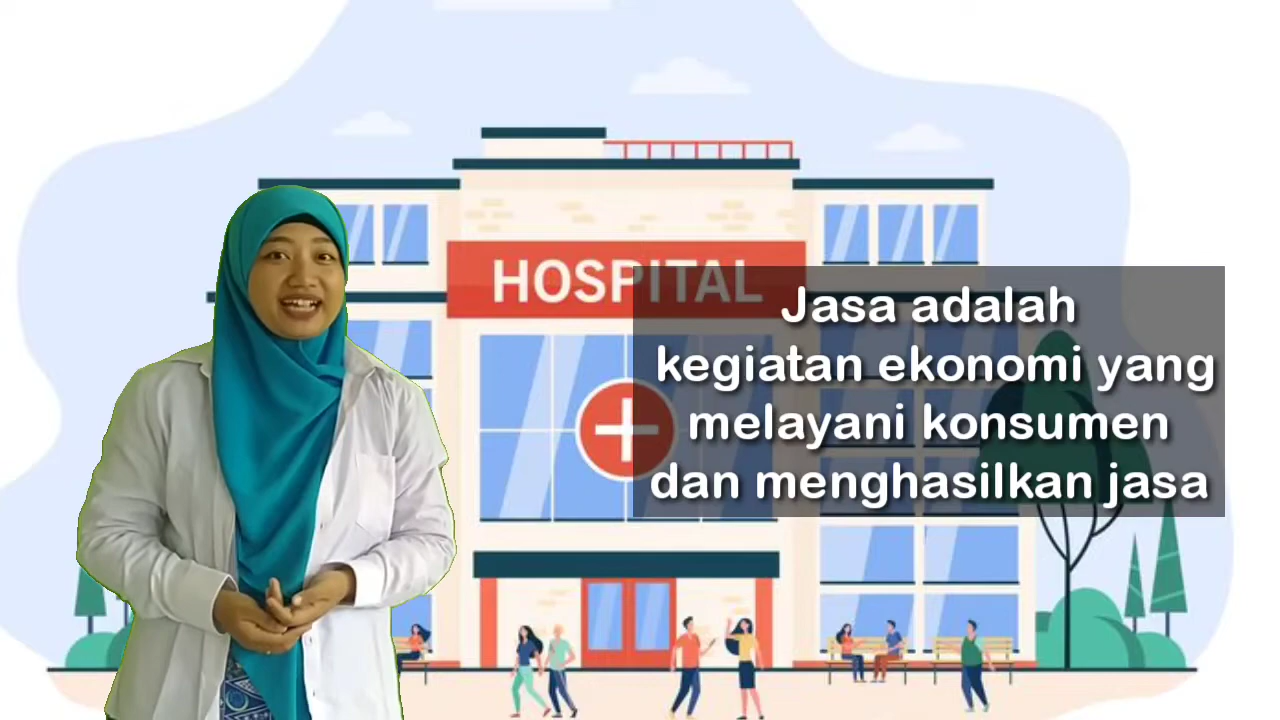 HOSPITAL
Jasa adalah
kegiatan ekonomi yang
melayani konsumen
dan menghasilkan jasa